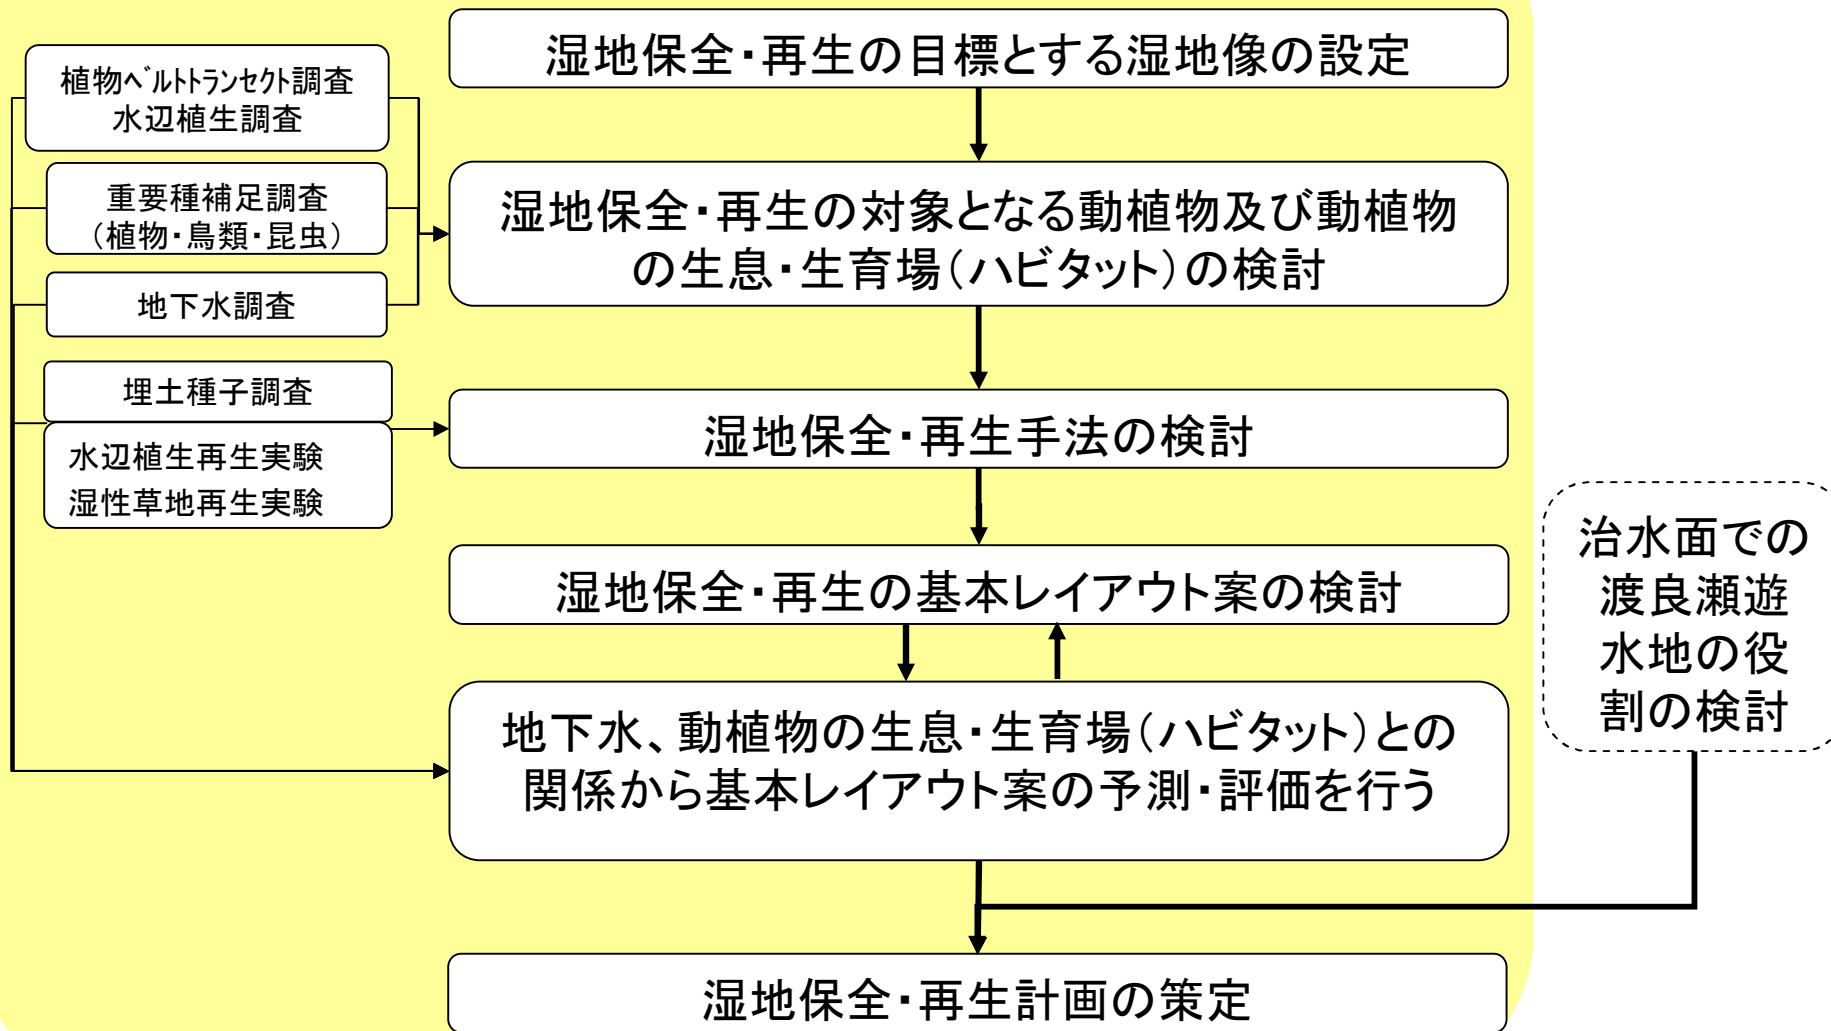 湿地保全・再生の目標とする湿地像の設定
植物ﾍﾞﾙﾄﾄﾗﾝｾｸﾄ調査
水辺植生調査
重要種補足調査
（植物・鳥類・昆虫）
地下水調査
湿地保全・再生の対象となる動植物及び動植物
の生息・生育場（ハビタット）の検討
埋土種子調査
水辺植生再生実験
湿性草地再生実験
湿地保全・再生手法の検討
湿地保全・再生の基本レイアウト案の検討
治水面での
渡良瀬遊
水地の役
割の検討
地下水、動植物の生息・生育場（ハビタット）との
関係から基本レイアウト案の予測・評価を行う
湿地保全・再生計画の策定